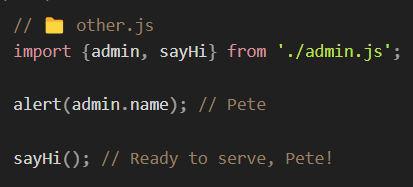 // 📁 other.js
import {admin, sayHi} from './admin.js';
alert(admin.name); // Pete
sayHi(); // Ready to serve, Pete!